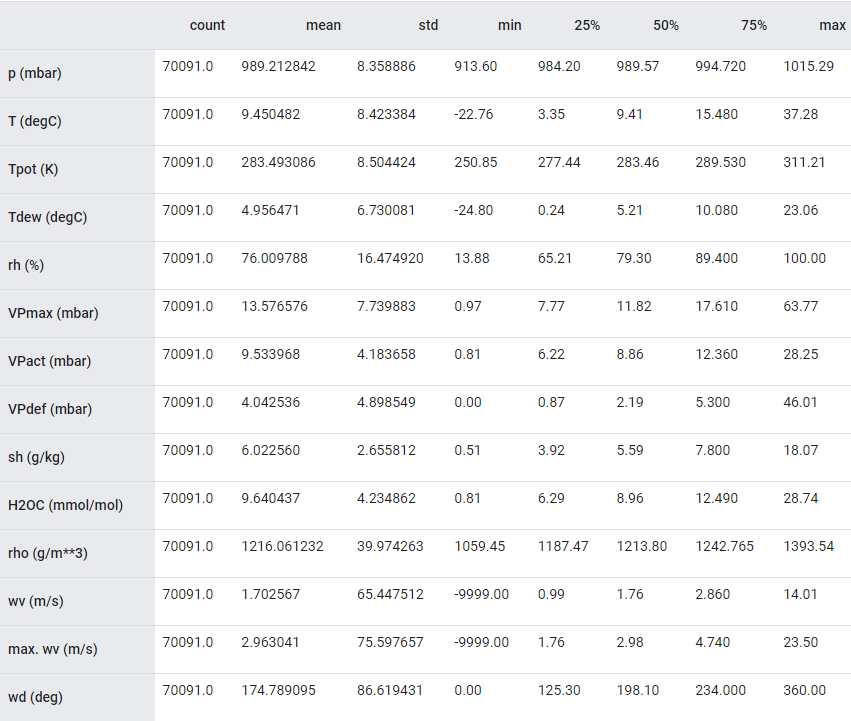 count mean std min 25% 50% 75% max
p (mbar) 70091.0 989.212842 8.358886 913.60 984.20 989.57 994.720 1015.29
T (degC) 70091.0 9.450482 8.423384 -22.76 3.35 9.41 15.480 37.28
Tpot (K) 70091.0 283.493086 8.504424 250.85 277.44 283.46 289.530 311.21
Tdew (degC) 70091.0 4.956471 6.730081 -24.80 0.24 5.21 10.080 23.06
rh (%) 70091.0 76.009788 16.474920 13.88 65.21 79.30 89.400 100.00
VPmax (mbar) 70091.0 13.576576 7.739883 0.97 7.77 11.82 17.610 63.77
VPact (mbar) 70091.0 9.533968 4.183658 0.81 6.22 8.86 12.360 28.25
VPdef (mbar) 70091.0 4.042536 4.898549 0.00 0.87 2.19 5.300 46.01
sh (g/kg) 70091.0 6.022560 2.655812 0.51 3.92 5.59 7.800 18.07
H2OC (mmol/mol) 70091.0 9.640437 4.234862 0.81 6.29 8.96 12.490 28.74
rho (g/m**3) 70091.0 1216.061232 39.974263 1059.45 1187.47 1213.80 1242.765 1393.54
wv (m/s) 70091.0 1.702567 65.447512 -9999.00 0.99 1.76 2.860 14.01
max. wv (m/s) 70091.0 2.963041 75.597657 -9999.00 1.76 2.98 4.740 23.50
wd (deg) 70091.0 174.789095 86.619431 0.00 125.30 198.10 234.000 360.00